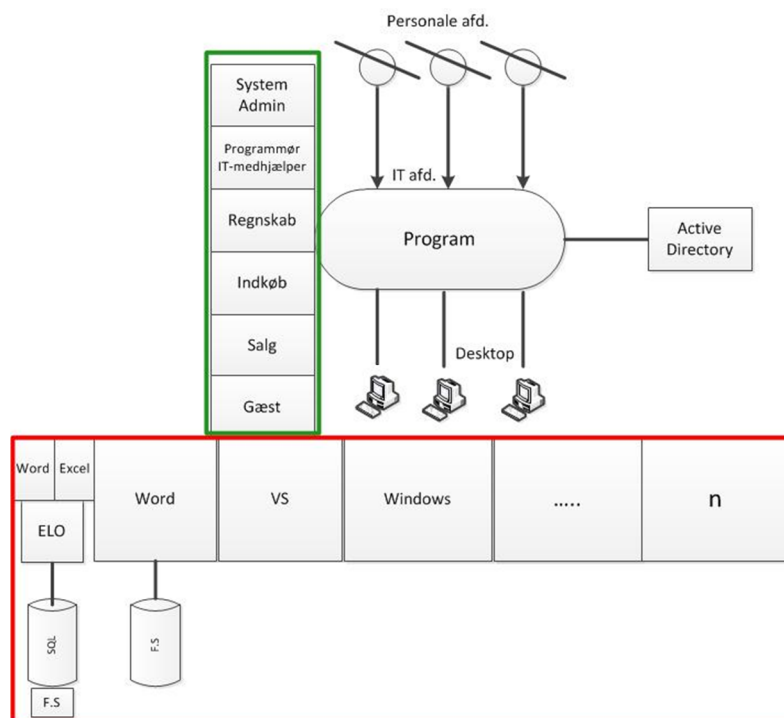 Personale afd.
System
Admin
Programmør
IT-medhjælper
IT afd.
Regnskab
Program
Active
Directory
Indkøb
Salg
Desktop
Gæst
Word
Excel
Word
VS
Windows
.....
n
ELO
SQL
F.S
F.S